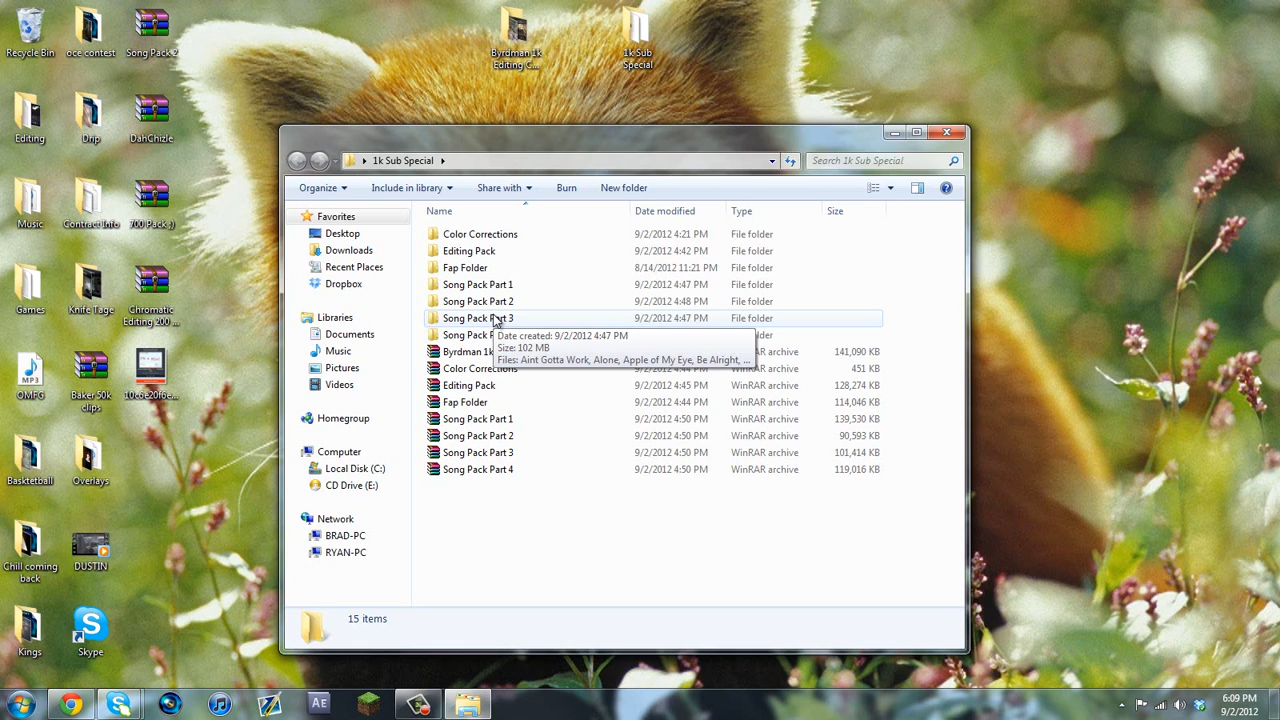 Recycle Bin
oce contest
Song Pack 2
Byrdman 1k
Editing C...
1k Sub
Special
Editing
Drip
DahChizle
Music
Contract Info
700 Pack ;)
Games
Knife Tage
Chromatic
Editing 200 ...
OMFG
MP3
Baker 50k
clips
10c6e20f6e...
Basktetball
Overlays
Chill coming
back
DUSTIN
Kings
Skype
1k Sub Special
Search 1k Sub Special
Organize
Include in library
Share with
Burn
New folder
Favorites
Desktop
Downloads
Recent Places
Dropbox
Libraries
Documents
Music
Pictures
Videos
Homegroup
Computer
Local Disk (C:)
CD Drive (E:)
Network
BRAD-PC
RYAN-PC
Name Date modified Type Size
Color Corrections 9/2/2012 4:21 PM File folder
Editing Pack 9/2/2012 4:42 PM File folder
Fap Folder 8/14/2012 11:21 PM File folder
Song Pack Part 1 9/2/2012 4:47 PM File folder
Song Pack Part 2 9/2/2012 4:48 PM File folder
Song Pack Part 3 9/2/2012 4:47 PM File folder
Song Pack P
Date created: 9/2/2012 4:47 PM
Size: 102 MB
Files: Aint Gotta Work, Alone, Apple of My Eye, Be Alright, ...
Byrdman 1k archive 141,090 KB
Color Corrections 9/2/2012 4:44 PM WinRAR archive 451 KB
Editing Pack 9/2/2012 4:45 PM WinRAR archive 128,274 KB
Fap Folder 9/2/2012 4:44 PM WinRAR archive 114,046 KB
Song Pack Part 1 9/2/2012 4:50 PM WinRAR archive 139,530 KB
Song Pack Part 2 9/2/2012 4:50 PM WinRAR archive 90,593 KB
Song Pack Part 3 9/2/2012 4:50 PM WinRAR archive 101,414 KB
Song Pack Part 4 9/2/2012 4:50 PM WinRAR archive 119,016 KB
15 items
AE
6:09 PM
9/2/2012